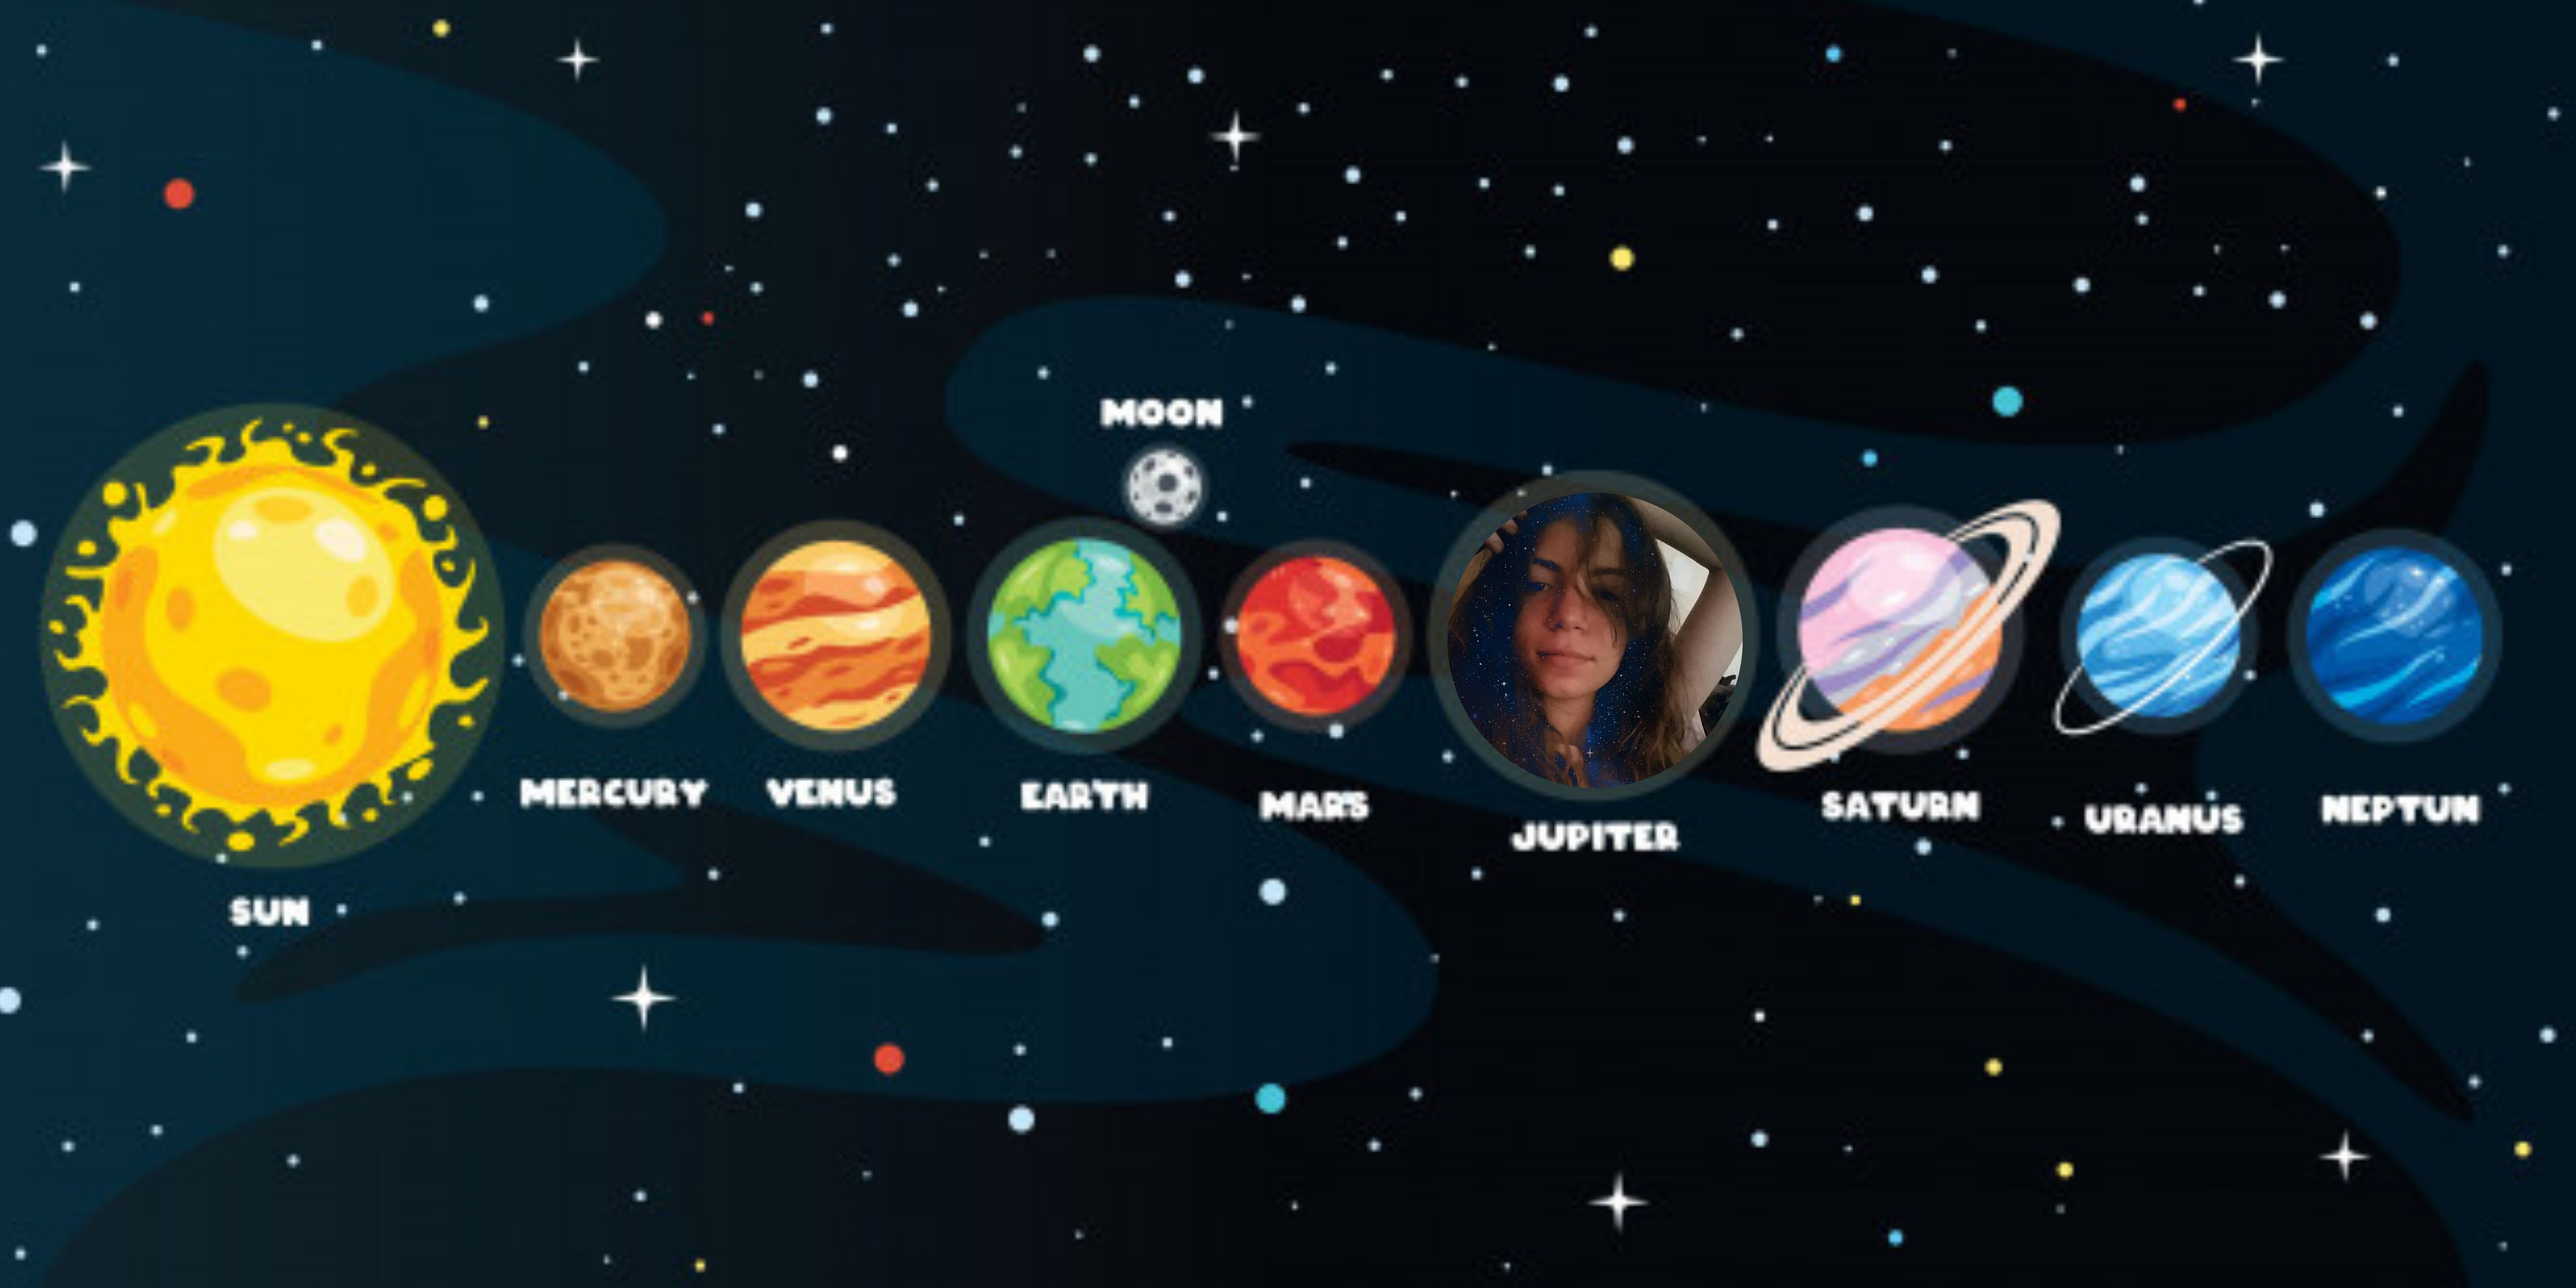 MOON
MERCURY
VENUS
EARTH
MARS
JUPITER
SATURN
URANUS
NEPTUN
SUN